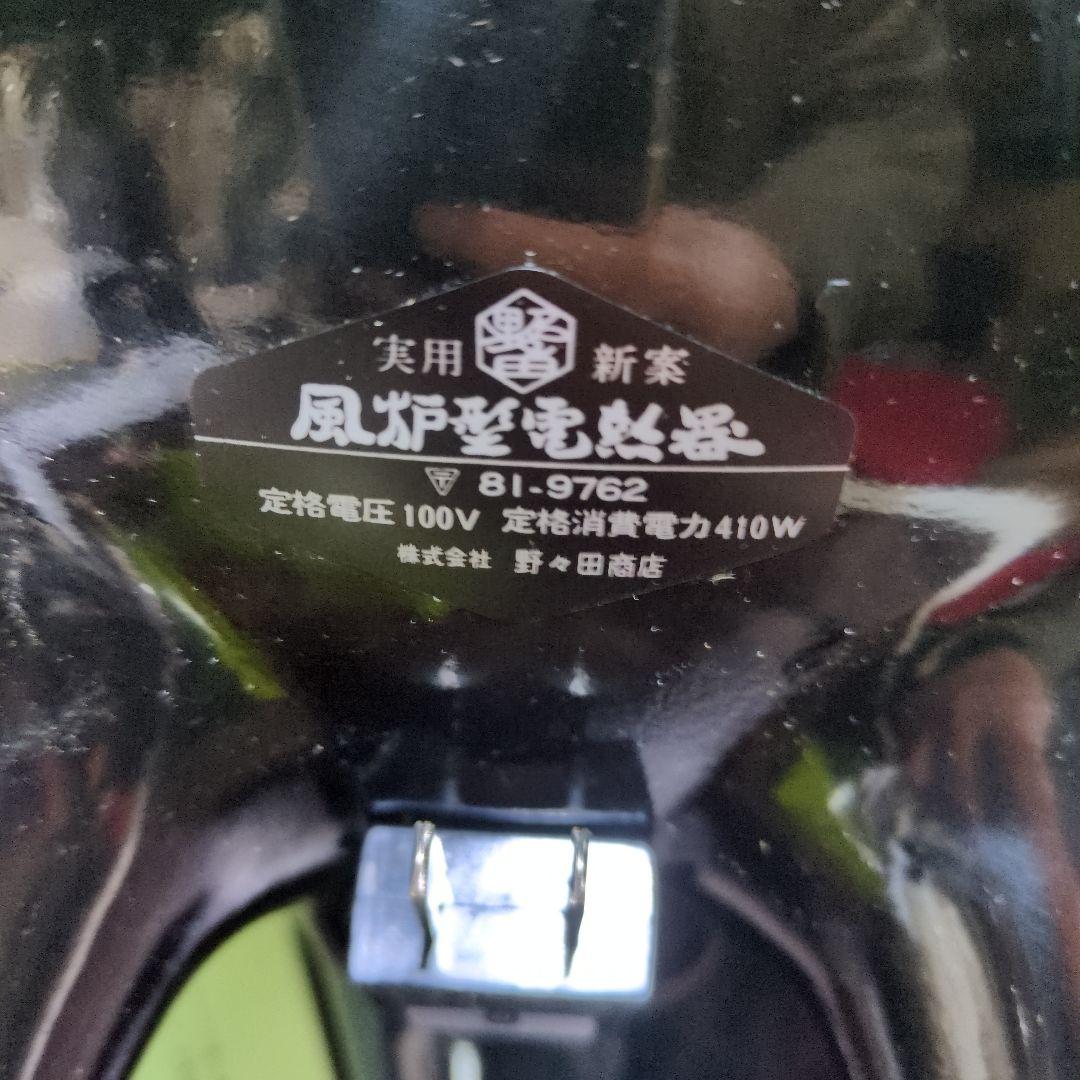 実用 新案
風炉型電熱器
〒 81-9762
定格電圧100V 定格消費電力410W
株式会社 野々田商店